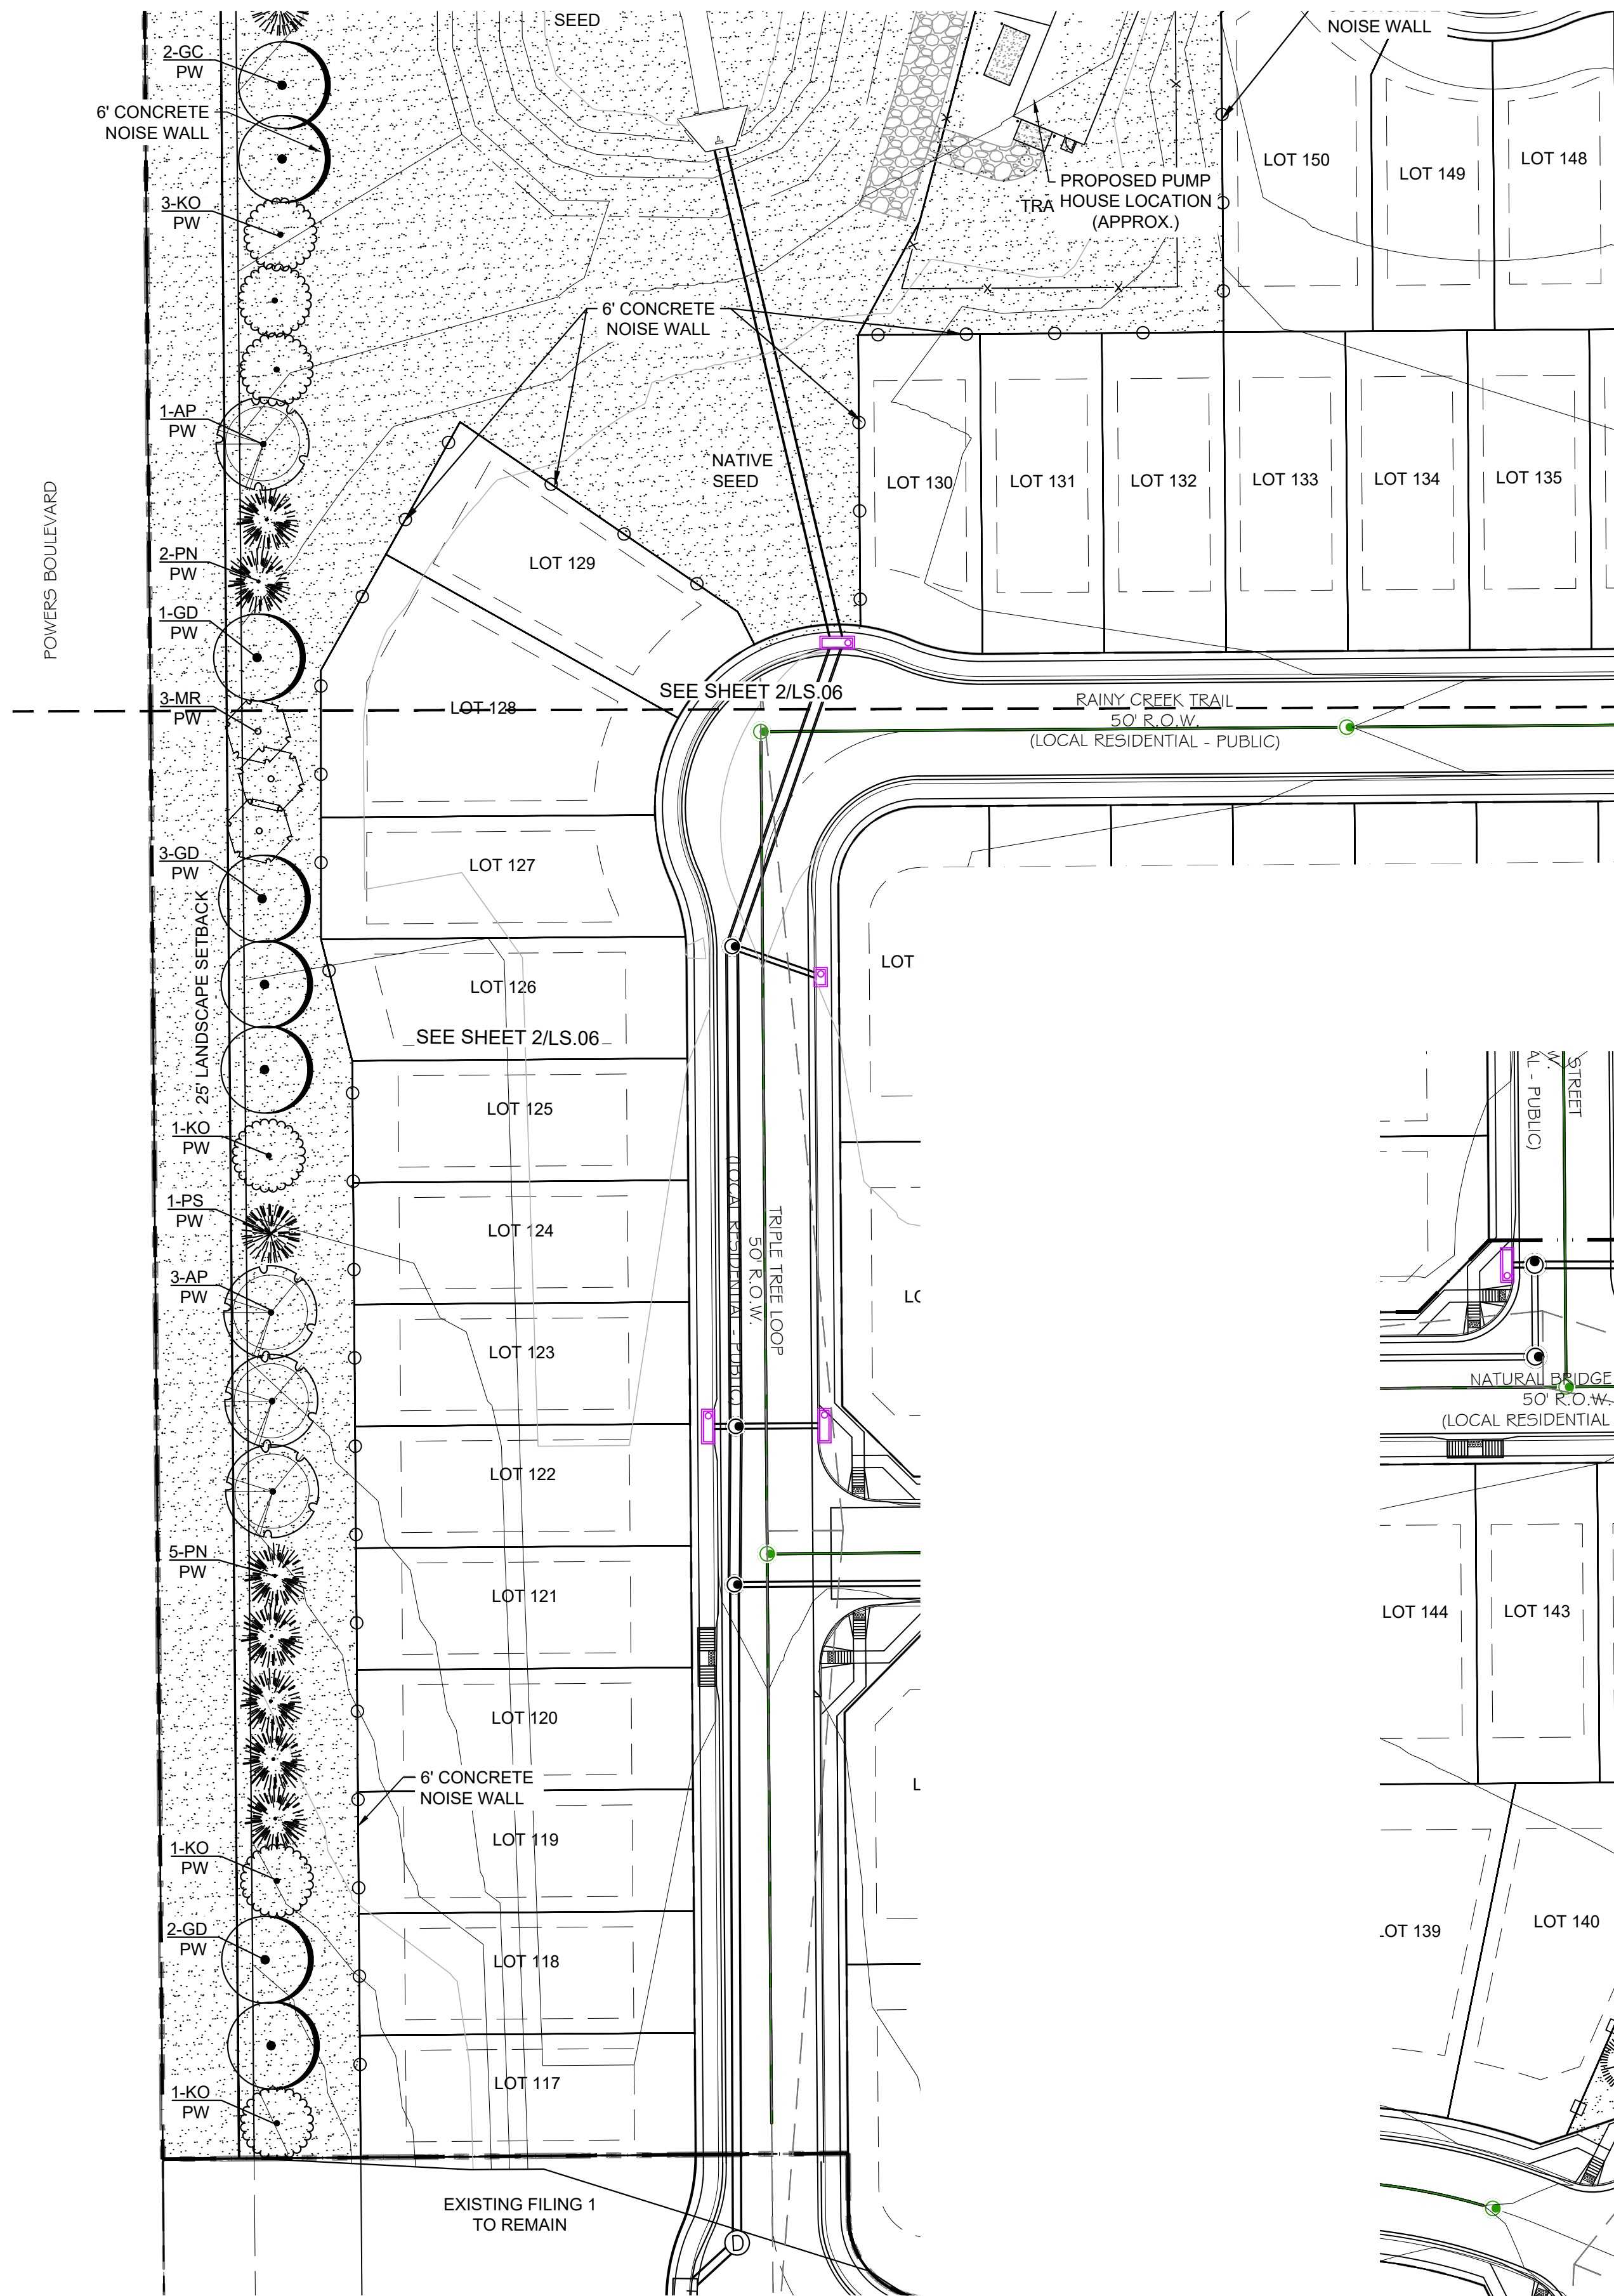 SEED
NOISE WALL
2-GC
PW
6' CONCRETE
NOISE WALL
LOT 150
LOT 149
LOT 148
PROPOSED PUMP
HOUSE LOCATION
(APPROX.)
TRA
3-KO
PW
6' CONCRETE
NOISE WALL
1-AP
PW
NATIVE
SEED
LOT 130
LOT 131
LOT 132
LOT 133
LOT 134
LOT 135
POWERS BOULEVARD
2-PN
PW
LOT 129
1-GD
PW
3-MR
PW
LOT 128
SEE SHEET 2/LS.06
RAINY CREEK TRAIL
50' R.O.W.
(LOCAL RESIDENTIAL - PUBLIC)
3-GD
PW
LOT 127
25' LANDSCAPE SETBACK
LOT 126
LOT
SEE SHEET 2/LS.06
LOT 125
1-KO
PW
1-PS
PW
LOT 124
TRIPLE TREE LOOP
50' R.O.W.
(LOCAL RESIDENTIAL - PUBLIC)
STREET
W.
AL - PUBLIC)
3-AP
PW
LOT 123
NATURAL BRIDGE
50' R.O.W.
(LOCAL RESIDENTIAL
LOT 122
5-PN
PW
LOT 121
LOT 144
LOT 143
LOT 120
6' CONCRETE
NOISE WALL
LOT 119
1-KO
PW
2-GD
PW
LOT 118
LOT 139
LOT 140
LOT 117
1-KO
PW
EXISTING FILING 1
TO REMAIN
D